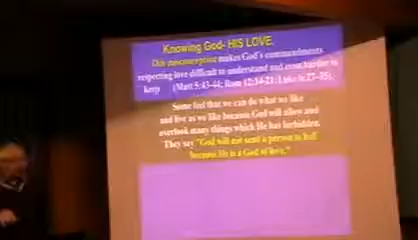 Knowing God- HIS LOVE.
This misconception makes God's commandments
respecting love difficult to understand and even harder to
keep (Matt 5:43-44; Rom 12:14-21; Luke 6:27-35).
Some feel that we can do what we like
and live as we like because God will allow and
overlook many things which He has forbidden.
They say "God will not send a person to hell
because He is a God of love."